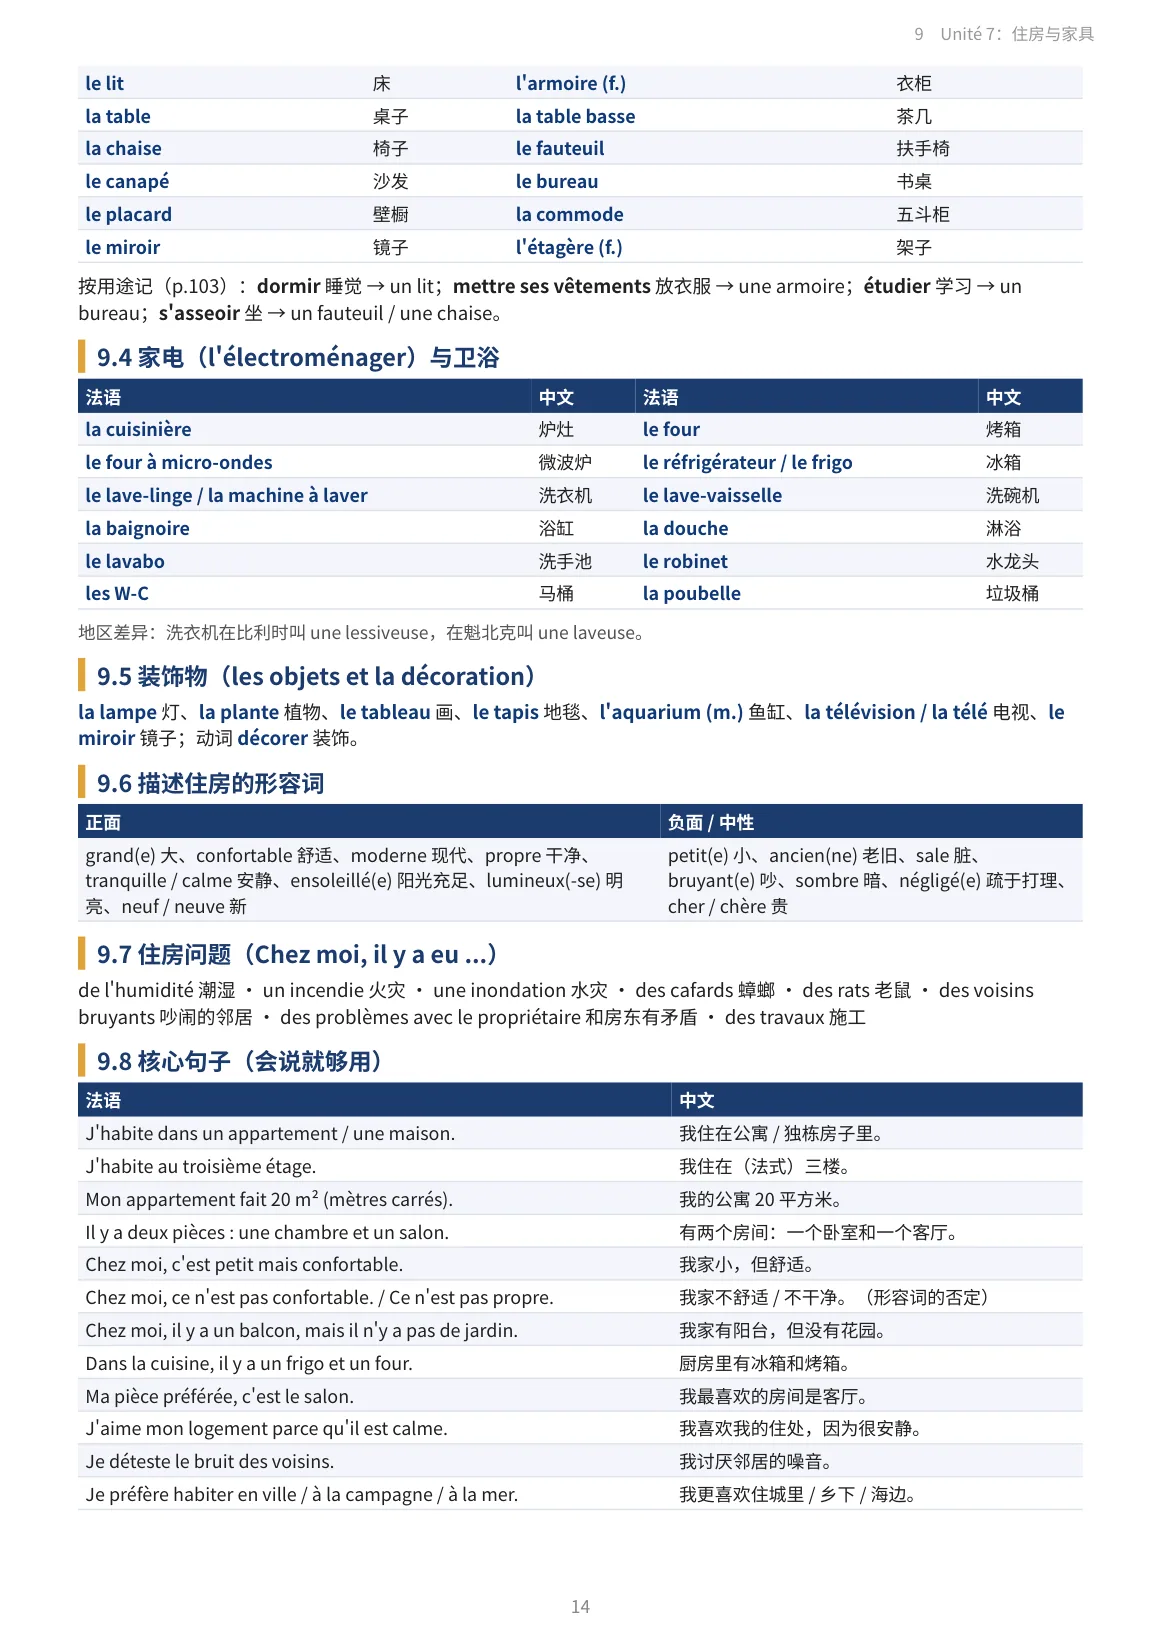 9 Unité 7：住房与家具
le lit 床 l'armoire (f.) 衣柜
la table 桌子 la table basse 茶几
la chaise 椅子 le fauteuil 扶手椅
le canapé 沙发 le bureau 书桌
le placard 壁橱 la commode 五斗柜
le miroir 镜子 l'étagère (f.) 架子
按用途记（p.103）：dormir 睡觉 → un lit；mettre ses vêtements 放衣服 → une armoire；étudier 学习 → un
bureau；s'asseoir 坐 → un fauteuil / une chaise。
9.4 家电（l'électroménager）与卫浴
法语 中文 法语 中文
la cuisinière 炉灶 le four 烤箱
le four à micro-ondes 微波炉 le réfrigérateur / le frigo 冰箱
le lave-linge / la machine à laver 洗衣机 le lave-vaisselle 洗碗机
la baignoire 浴缸 la douche 淋浴
le lavabo 洗手池 le robinet 水龙头
les W-C 马桶 la poubelle 垃圾桶
地区差异：洗衣机在比利时叫 une lessiveuse，在魁北克叫 une laveuse。
9.5 装饰物（les objets et la décoration）
la lampe 灯、la plante 植物、le tableau 画、le tapis 地毯、l'aquarium (m.) 鱼缸、la télévision / la télé 电视、le
miroir 镜子；动词 décorer 装饰。
9.6 描述住房的形容词
正面 负面 / 中性
grand(e) 大、confortable 舒适、moderne 现代、propre 干净、 petit(e) 小、ancien(ne) 老旧、sale 脏、
tranquille / calme 安静、ensoleillé(e) 阳光充足、lumineux(-se) 明 bruyant(e) 吵、sombre 暗、négligé(e) 疏于打理、
亮、neuf / neuve 新 cher / chère 贵
9.7 住房问题（Chez moi, il y a eu ...）
de l'humidité 潮湿 · un incendie 火灾 · une inondation 水灾 · des cafards 蟑螂 · des rats 老鼠 · des voisins
bruyants 吵闹的邻居 · des problèmes avec le propriétaire 和房东有矛盾 · des travaux 施工
9.8 核心句子（会说就够用）
法语 中文
J'habite dans un appartement / une maison. 我住在公寓 / 独栋房子里。
J'habite au troisième étage. 我住在（法式）三楼。
Mon appartement fait 20 m² (mètres carrés). 我的公寓 20 平方米。
Il y a deux pièces : une chambre et un salon. 有两个房间：一个卧室和一个客厅。
Chez moi, c'est petit mais confortable. 我家小，但舒适。
Chez moi, ce n'est pas confortable. / Ce n'est pas propre. 我家不舒适 / 不干净。（形容词的否定）
Chez moi, il y a un balcon, mais il n'y a pas de jardin. 我家有阳台，但没有花园。
Dans la cuisine, il y a un frigo et un four. 厨房里有冰箱和烤箱。
Ma pièce préférée, c'est le salon. 我最喜欢的房间是客厅。
J'aime mon logement parce qu'il est calme. 我喜欢我的住处，因为很安静。
Je déteste le bruit des voisins. 我讨厌邻居的噪音。
Je préfère habiter en ville / à la campagne / à la mer. 我更喜欢住城里 / 乡下 / 海边。
14